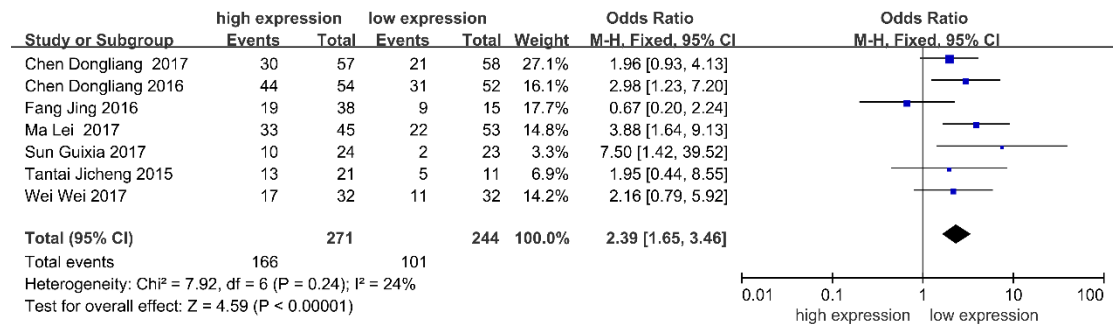 high expression low expression Odds Ratio Odds Ratio
Study or Subgroup Events Total Events Total Weight M-H, Fixed, 95% CI M-H, Fixed, 95% CI
Chen Dongliang 2017 30 57 21 58 27.1% 1.96 [0.93, 4.13]
Chen Dongliang 2016 44 54 31 52 16.1% 2.98 [1.23, 7.20]
Fang Jing 2016 19 38 9 15 17.7% 0.67 [0.20, 2.24]
Ma Lei 2017 33 45 22 53 14.8% 3.88 [1.64, 9.13]
Sun Guixia 2017 10 24 2 23 3.3% 7.50 [1.42, 39.52]
Tantai Jicheng 2015 13 21 5 11 6.9% 1.95 [0.44, 8.55]
Wei Wei 2017 17 32 11 32 14.2% 2.16 [0.79, 5.92]
Total (95% CI) 271 244 100.0% 2.39 [1.65, 3.46]
Total events 166 101
Heterogeneity: Chi² = 7.92, df = 6 (P = 0.24); I² = 24%
Test for overall effect: Z = 4.59 (P < 0.00001)
0.01 0.1 1 10 100
high expression low expression